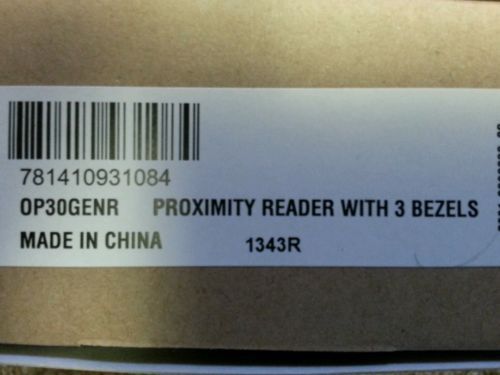 781410931084
OP30GENR PROXIMITY READER WITH 3 BEZELS
MADE IN CHINA 1343R